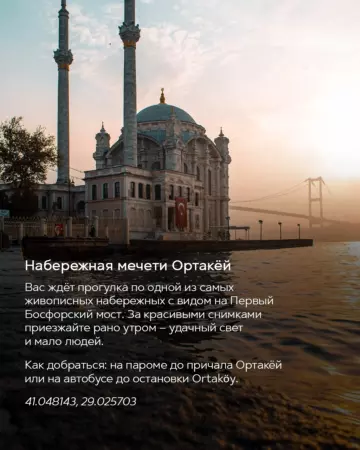 Набережная мечети Ортакёй
Вас ждёт прогулка по одной из самых
живописных набережных с видом на Первый
Босфорский мост. За красивыми снимками
приезжайте рано утром – удачный свет
и мало людей.
Как добраться: на пароме до причала Ортакёй
или на автобусе до остановки Ortaköy.
41.048143, 29.025703